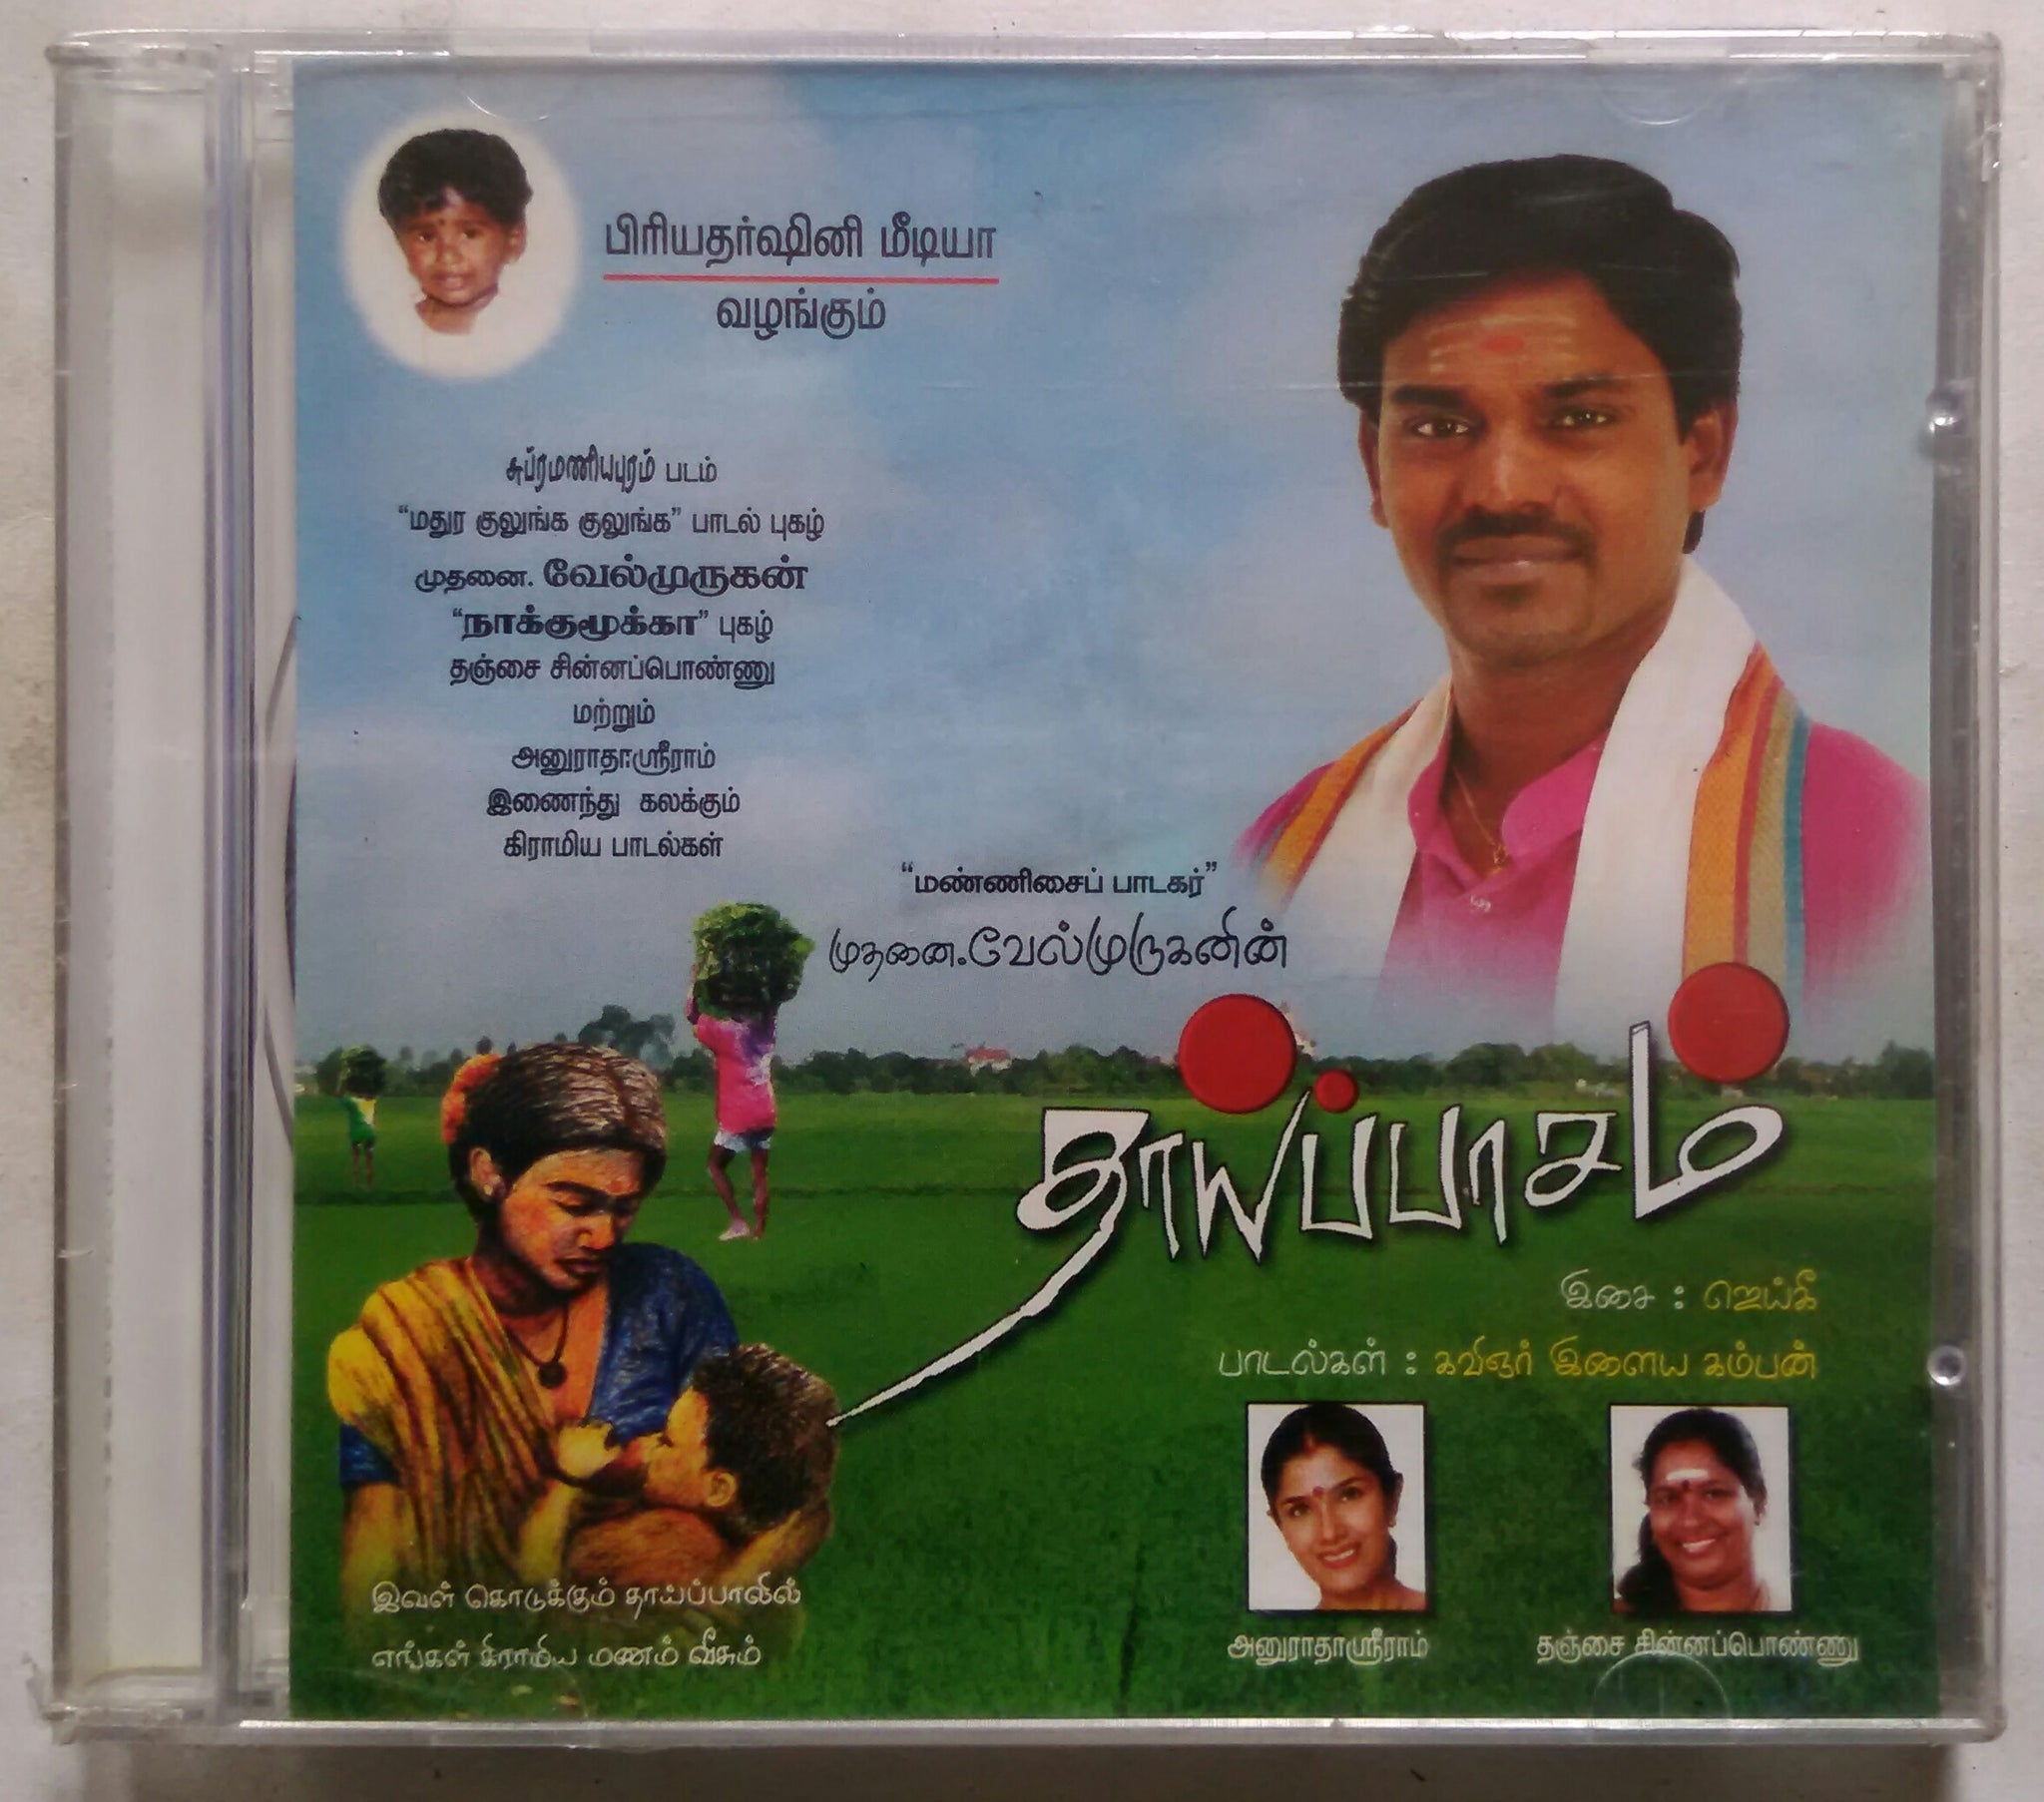 பிரியதர்ஷினி மீடியா
வழங்கும்
சுப்ரமணியபுரம் படம்
“மதுர குலுங்க குலுங்க” பாடல் புகழ்
முதனை. வேல்முருகன்
“நாக்குமூக்கா” புகழ்
தஞ்சை சின்னப்பொண்ணு
மற்றும்
அனுராதாஸ்ரீராம்
இணைந்து கலக்கும்
கிராமிய பாடல்கள்
“மண்ணிசைப் பாடகர்”
முதனை.வேல்முருகனின்
தாய்ப்பாசம்
இசை : ஜெய்கீ
பாடல்கள் : கவிஞர் இளைய கம்பன்
இவள் கொடுக்கும் தாய்ப்பாலில்
எங்கள் கிராமிய மணம் வீசும்
அனுராதாஸ்ரீராம்
தஞ்சை சின்னப்பொண்ணு